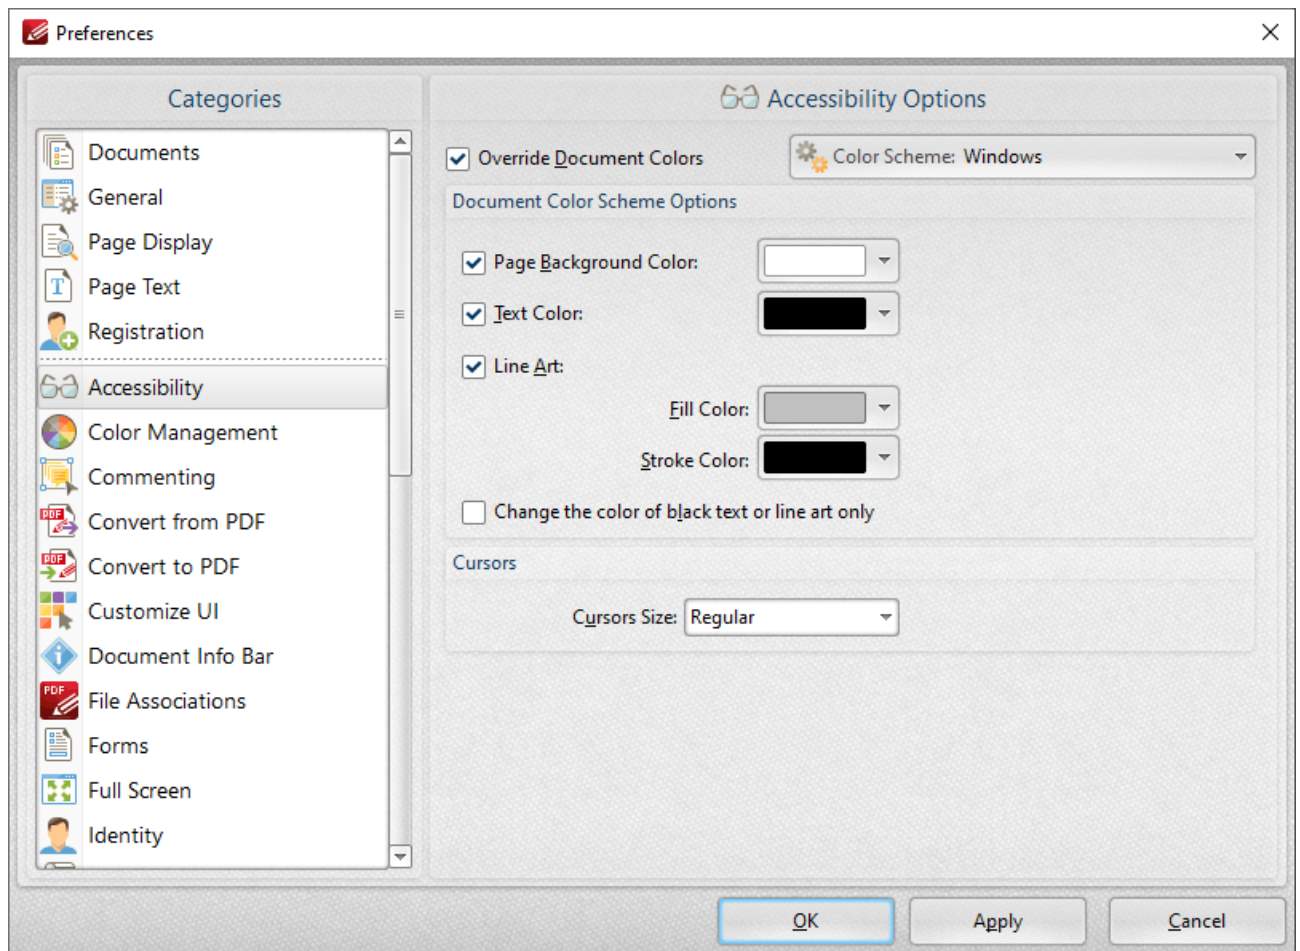 Preferences
Categories
Documents
General
Page Display
Page Text
Registration
Accessibility
Color Management
Commenting
Convert from PDF
Convert to PDF
Customize UI
Document Info Bar
File Associations
Forms
Full Screen
Identity
Accessibility Options
Override Document Colors
Color Scheme: Windows
Document Color Scheme Options
Page Background Color:
Text Color:
Line Art:
Fill Color:
Stroke Color:
Change the color of black text or line art only
Cursors
Cursors Size: Regular
OK Apply Cancel